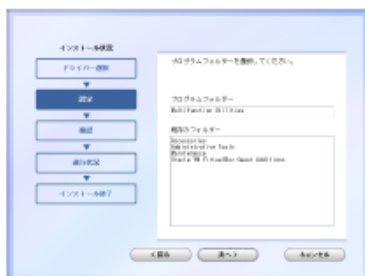 インストール状況
ドライバー選択
設定
確認
進行状況
インストール終了
プログラムフォルダーを選択してください。
プログラムフォルダー
Multifunction Utilities
既存のフォルダー
Accessories
Administrative Tools
Maintenance
Oracle VM VirtualBox Guest Additions
<戻る
次へ>
キャンセル